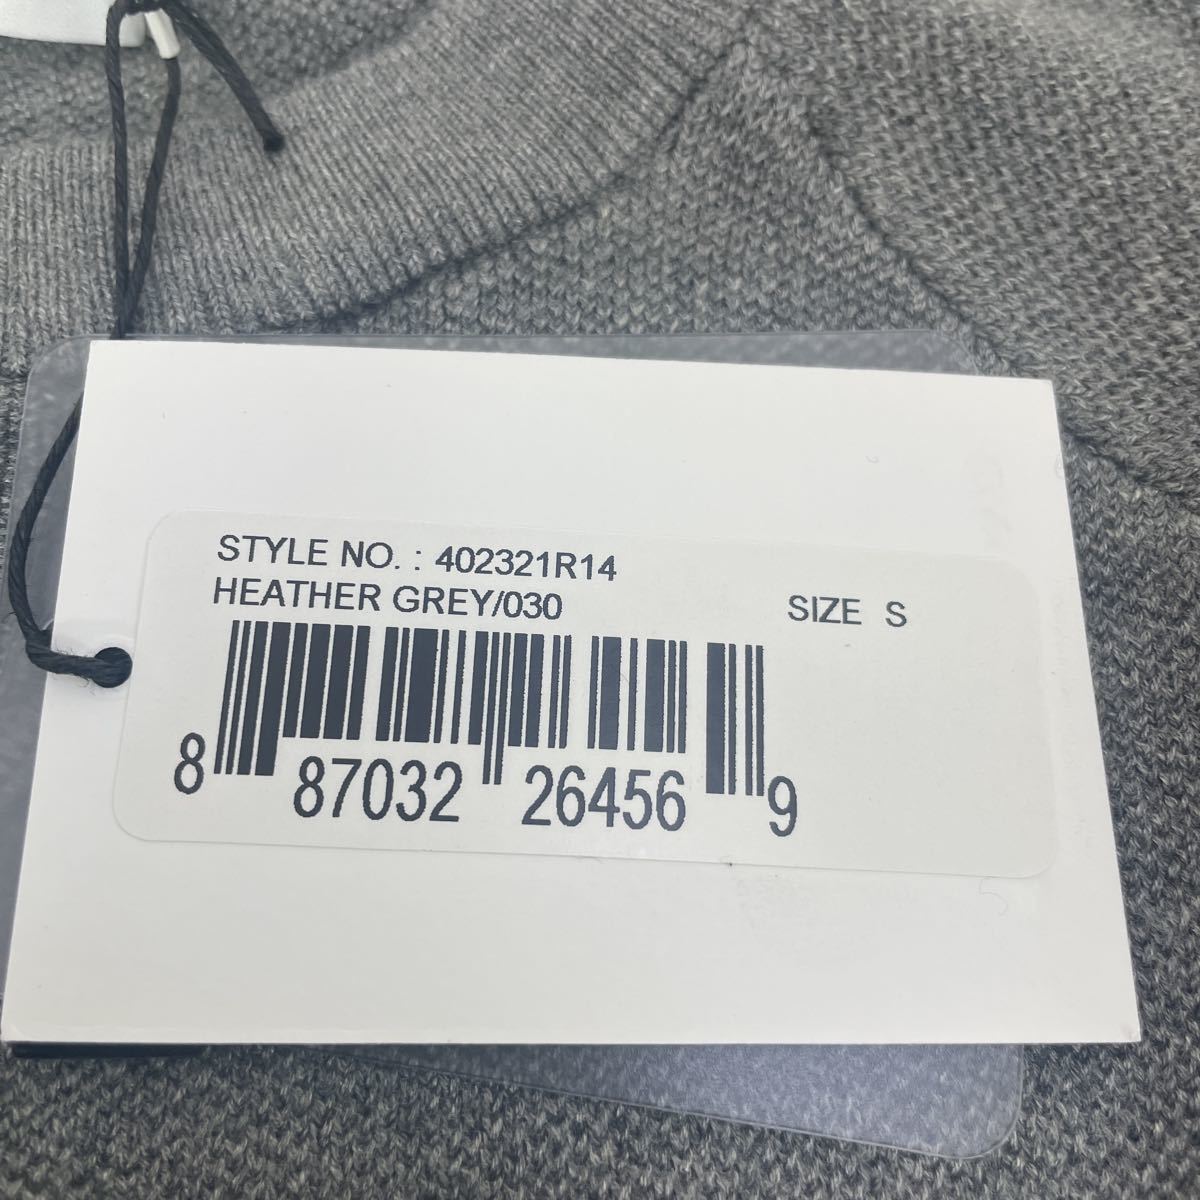 STYLE NO. : 402321R14
HEATHER GREY/030
SIZE S
8 87032 26456 9